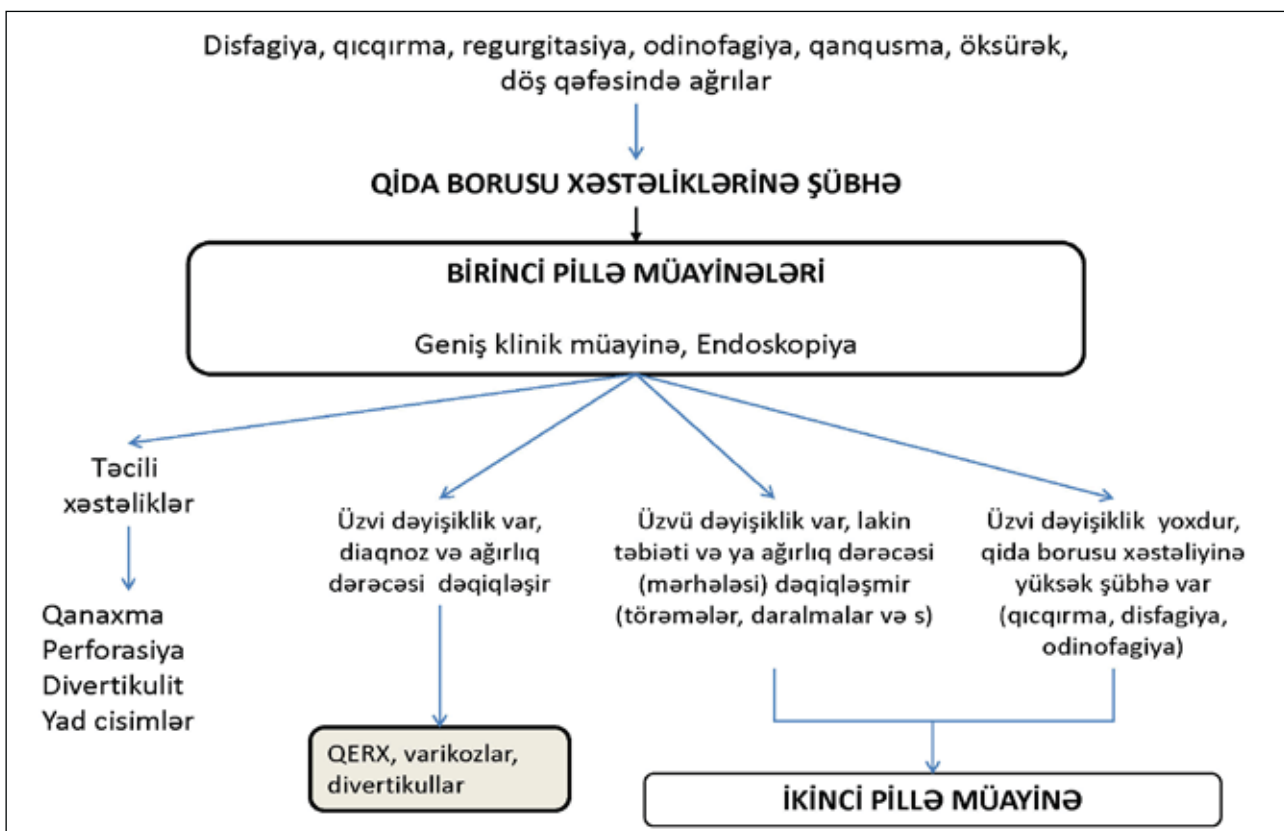 Disfagiya, qıcqırma, regurgitasiya, odinofagiya, qanqusma, öksürək,
döş qəfəsində ağrılar
QİDA BORUSU XƏSTƏLİKLƏRİNƏ ŞÜBHƏ
BİRİNCİ PİLLƏ MÜAYİNƏLƏRİ
Geniş klinik müayinə, Endoskopiya
Təcili
xəstəliklər
Qanaxma
Perforasiya
Divertikulit
Yad cisimlər
Üzvi dəyişiklik var,
diaqnoz və ağırlıq
dərəcəsi dəqiqləşir
QERX, varikozlar,
divertikullar
Üzvü dəyişiklik var, lakin
təbiəti və ya ağırlıq dərəcəsi
(mərhələsi) dəqiqləşmir
(törəmələr, daralmalar və s)
Üzvi dəyişiklik yoxdur,
qida borusu xəstəliyinə
yüksək şübhə var
(qıcqırma, disfagiya,
odinofagiya)
İKİNCİ PİLLƏ MÜAYİNƏ